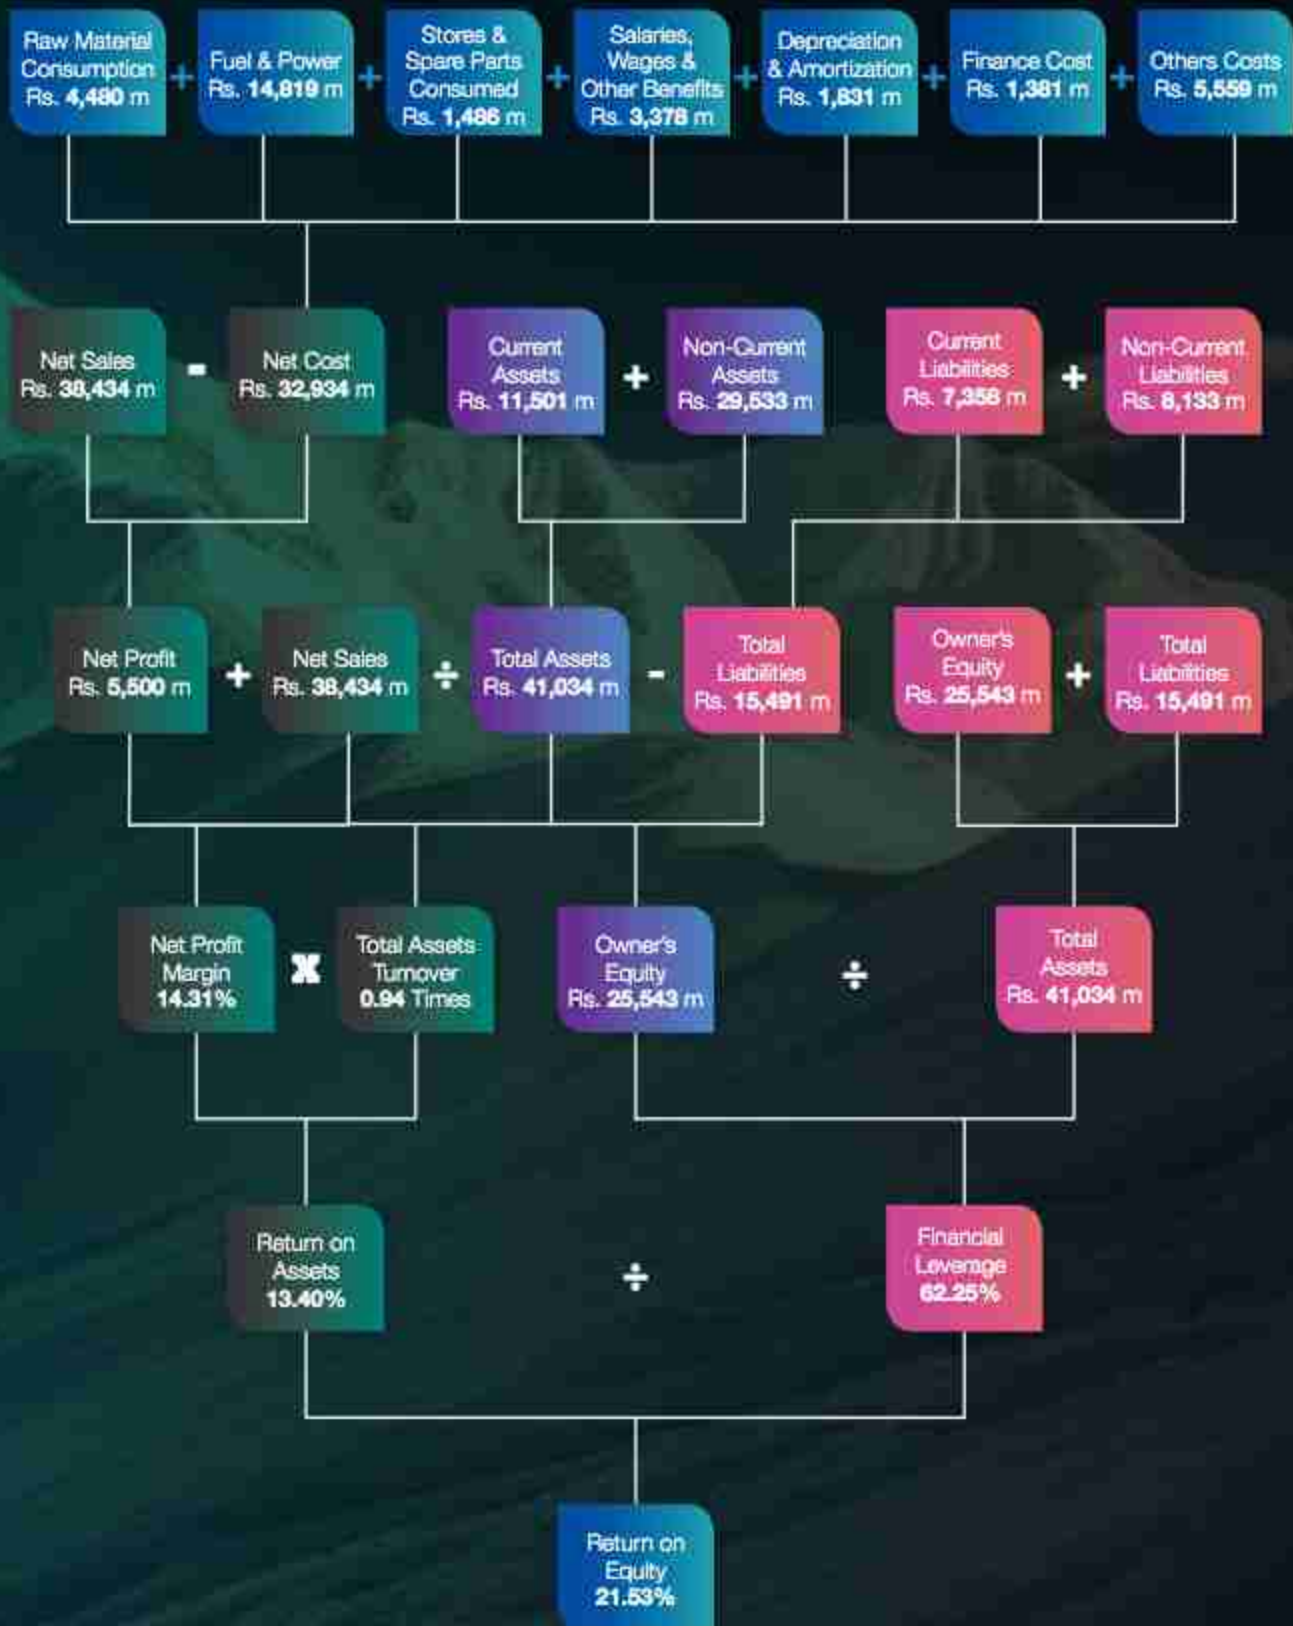 Raw Material
Consumption
Rs. 4,480 m
+
Fuel & Power
Rs. 14,819 m
+
Stores &
Spare Parts
Consumed
Rs. 1,486 m
+
Salaries,
Wages &
Other Benefits
Rs. 3,378 m
+
Depreciation
& Amortization
Rs. 1,831 m
+
Finance Cost
Rs. 1,381 m
+
Others Costs
Rs. 5,559 m
Net Sales
Rs. 38,434 m
-
Net Cost
Rs. 32,934 m
Current
Assets
Rs. 11,501 m
+
Non-Current
Assets
Rs. 29,533 m
Current
Liabilities
Rs. 7,358 m
+
Non-Current
Liabilities
Rs. 8,133 m
Net Profit
Rs. 5,500 m
+
Net Sales
Rs. 38,434 m
÷
Total Assets
Rs. 41,034 m
-
Total
Liabilities
Rs. 15,491 m
Owner's
Equity
Rs. 25,543 m
+
Total
Liabilities
Rs. 15,491 m
Net Profit
Margin
14.31%
X
Total Assets
Turnover
0.94 Times
Owner's
Equity
Rs. 25,543 m
÷
Total
Assets
Rs. 41,034 m
Return on
Assets
13.40%
÷
Financial
Leverage
62.25%
Return on
Equity
21.53%